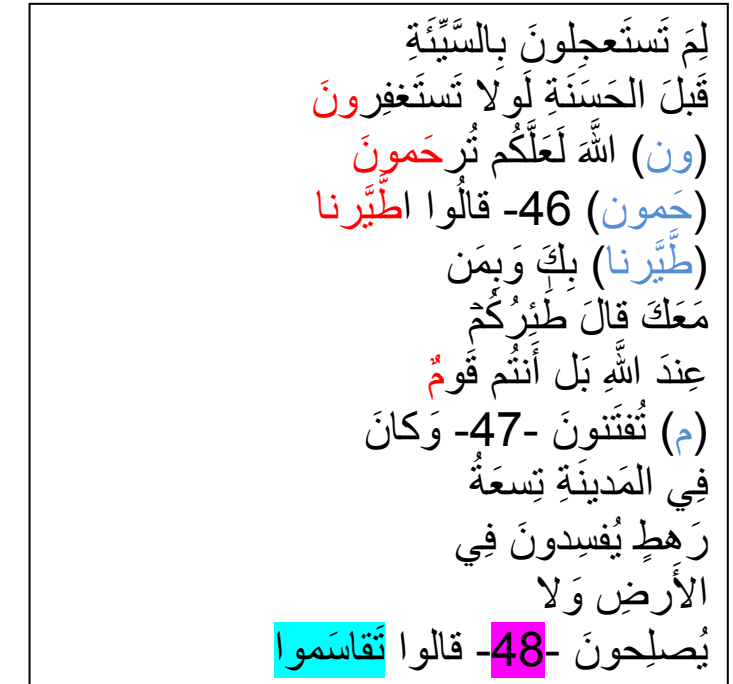 لِمَ تَستَعجِلونَ بِالسَّيِّئَةِ
قَبلَ الحَسَنَةِ لَولا تَستَغفِرونَ
(ون) اللَّهَ لَعَلَّكُم تُرحَمونَ
(حَمون) 46- قالُوا اطَّيَّرنا
(طَّيَّرنا) بِكَ وَبِمَن
مَعَكَ قالَ طٰئِرُكُمۡ
عِندَ اللَّهِ بَل أَنتُم قَومٌ
(م) تُفتَنونَ -47- وَكانَ
فِي المَدينَةِ تِسعَةُ
رَهطٍ يُفسِدونَ فِي
الأَرضِ وَلا
يُصلِحونَ -48- قالوا تَقاسَموا